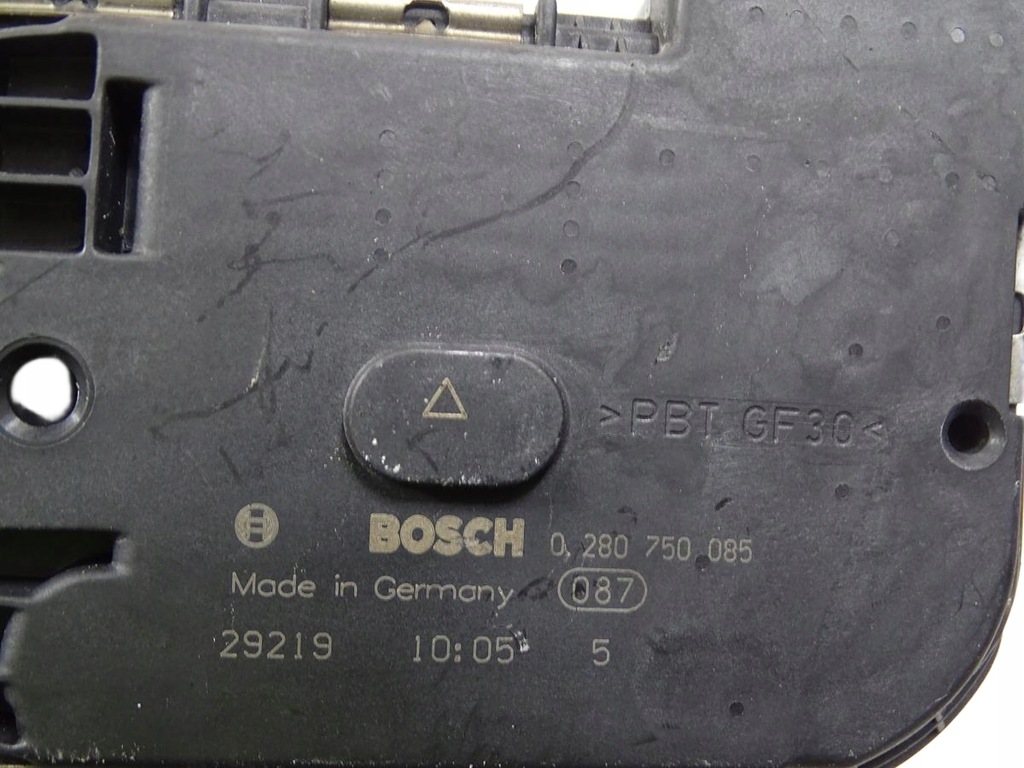 >PBT GF30<
BOSCH 0 280 750 085
Made in Germany 087
29219 10:05 5